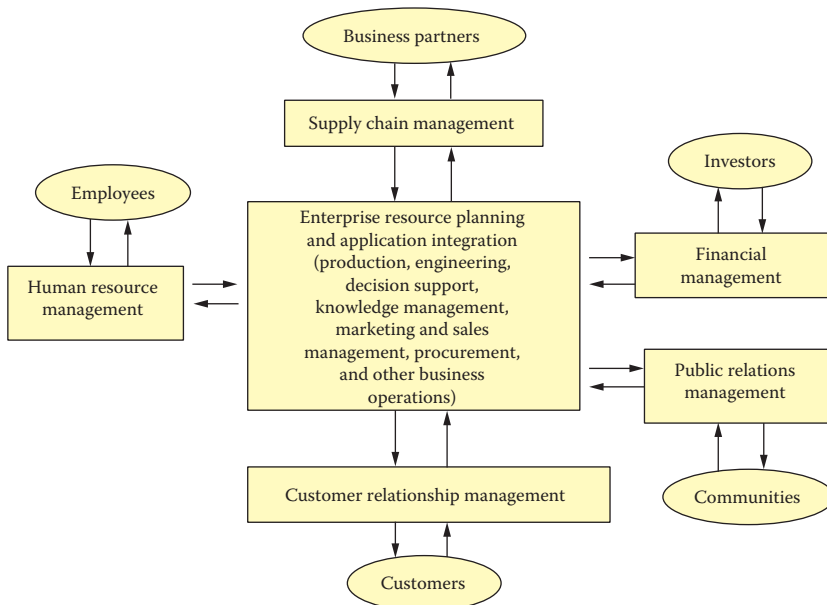 Business partners
Supply chain management
Employees
Investors
Enterprise resource planning
and application integration
(production, engineering,
decision support,
knowledge management,
marketing and sales
management, procurement,
and other business
operations)
Human resource
management
Financial
management
Public relations
management
Customer relationship management
Communities
Customers